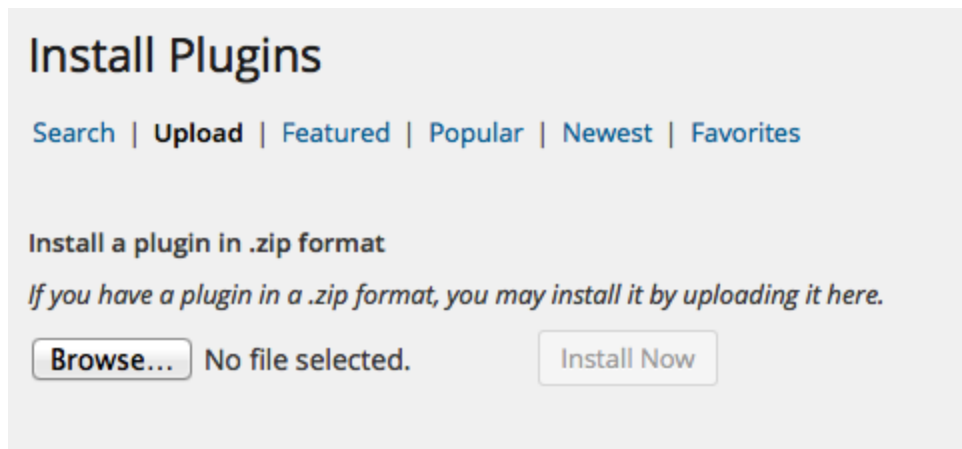 Install Plugins
Search | Upload | Featured | Popular | Newest | Favorites
Install a plugin in .zip format
If you have a plugin in a .zip format, you may install it by uploading it here.
Browse... No file selected. Install Now